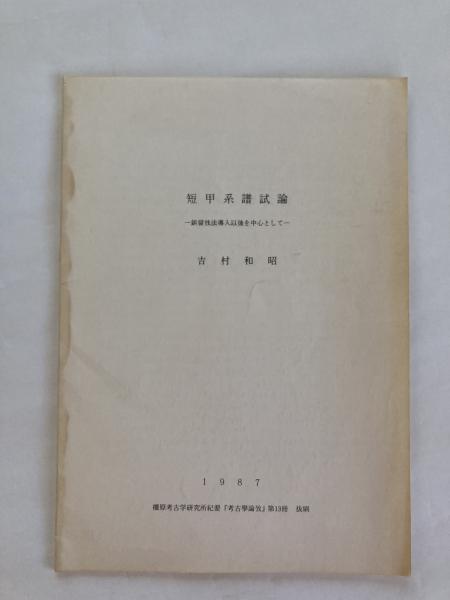 短甲系譜試論
―鋲留技法導入以後を中心として―
吉村和昭
1987
橿原考古学研究所紀要『考古學論攷』第13冊 抜刷